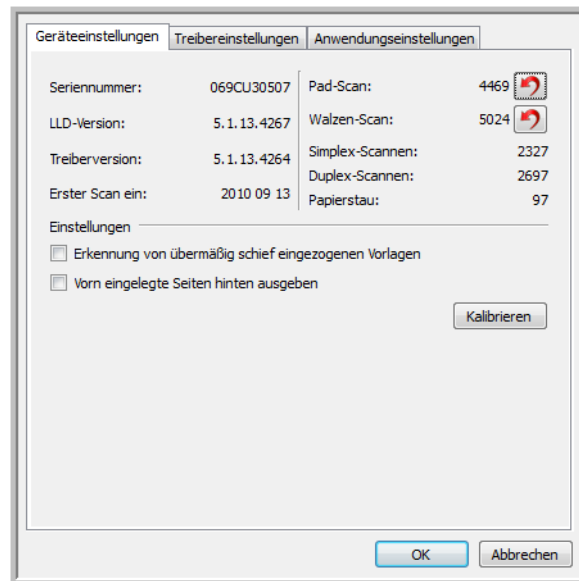 Geräteeinstellungen Treibereinstellungen Anwendungseinstellungen
Seriennummer: 069CU30507
LLD-Version: 5.1.13.4267
Treiberversion: 5.1.13.4264
Erster Scan ein: 2010 09 13
Pad-Scan: 4469
Walzen-Scan: 5024
Simplex-Scannen: 2327
Duplex-Scannen: 2697
Papierstau: 97
Einstellungen
Erkennung von übermäßig schief eingezogenen Vorlagen
Vorn eingelegte Seiten hinten ausgeben
Kalibrieren
OK Abbrechen